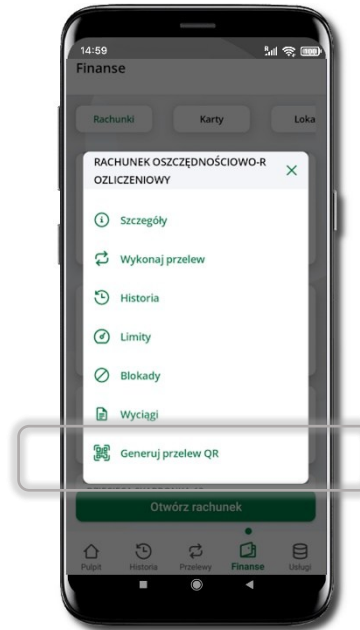 14:59
Finanse
Rachunki Karty Loka
RACHUNEK OSZCZĘDNOŚCIOWO-R
OZLICZENIOWY
Szczegóły
Wykonaj przelew
Historia
Limity
Blokady
Wyciągi
Generuj przelew QR
Otwórz rachunek
Pulpit Historia Przelewy Finanse Usługi